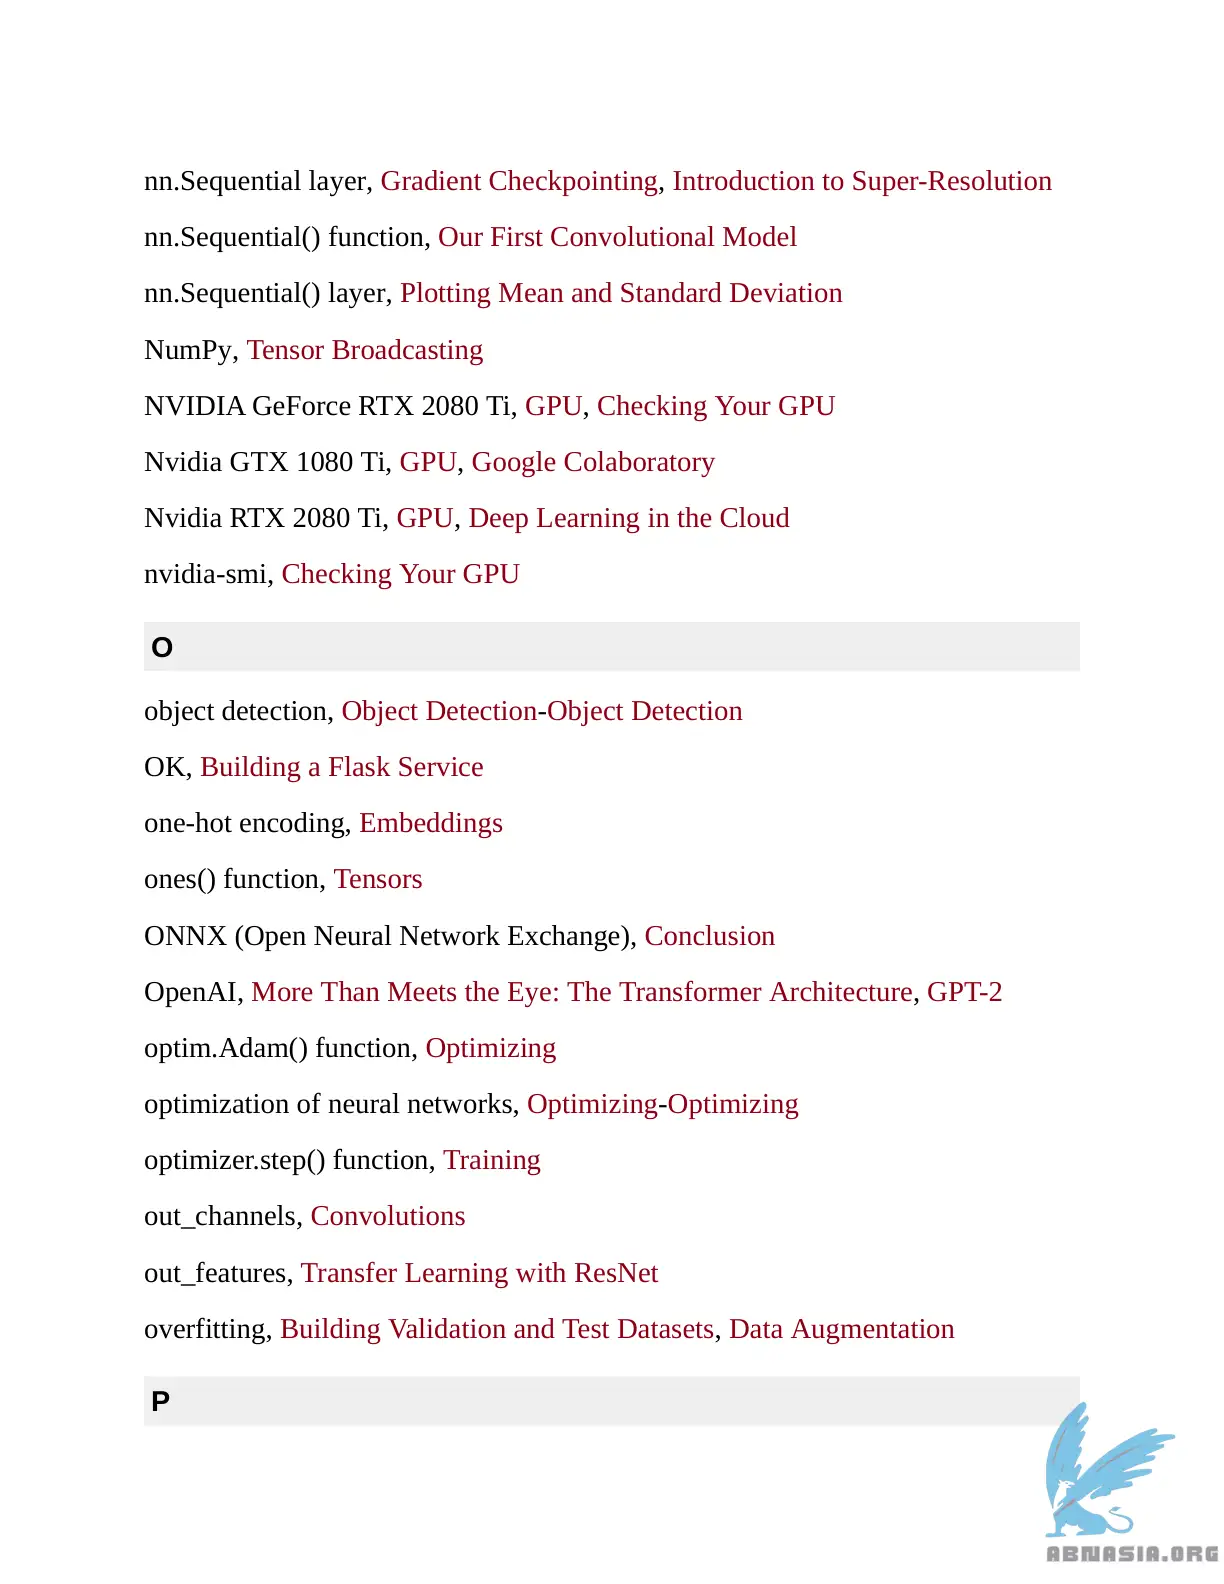 nn.Sequential layer, Gradient Checkpointing, Introduction to Super-Resolution
nn.Sequential() function, Our First Convolutional Model
nn.Sequential() layer, Plotting Mean and Standard Deviation
NumPy, Tensor Broadcasting
NVIDIA GeForce RTX 2080 Ti, GPU, Checking Your GPU
Nvidia GTX 1080 Ti, GPU, Google Colaboratory
Nvidia RTX 2080 Ti, GPU, Deep Learning in the Cloud
nvidia-smi, Checking Your GPU
O
object detection, Object Detection-Object Detection
OK, Building a Flask Service
one-hot encoding, Embeddings
ones() function, Tensors
ONNX (Open Neural Network Exchange), Conclusion
OpenAI, More Than Meets the Eye: The Transformer Architecture, GPT-2
optim.Adam() function, Optimizing
optimization of neural networks, Optimizing-Optimizing
optimizer.step() function, Training
out_channels, Convolutions
out_features, Transfer Learning with ResNet
overfitting, Building Validation and Test Datasets, Data Augmentation
P
ABNASIA.ORG